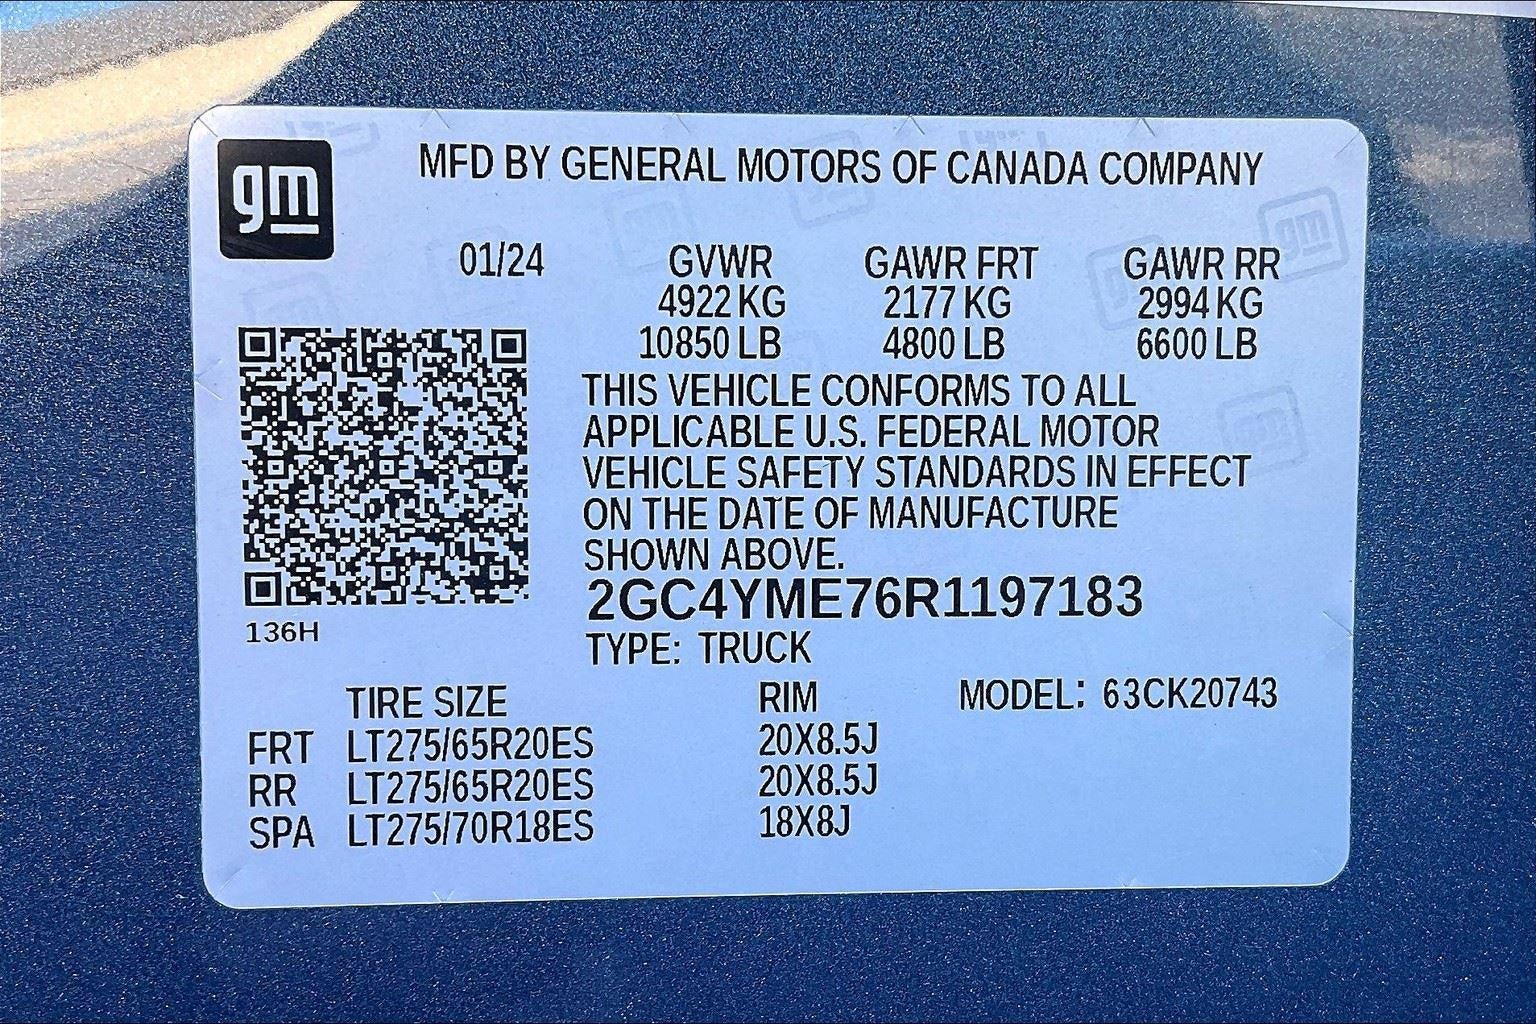 gm
MFD BY GENERAL MOTORS OF CANADA COMPANY
01/24 GVWR GAWR FRT GAWR RR
4922 KG 2177 KG 2994 KG
10850 LB 4800 LB 6600 LB
THIS VEHICLE CONFORMS TO ALL
APPLICABLE U.S. FEDERAL MOTOR
VEHICLE SAFETY STANDARDS IN EFFECT
ON THE DATE OF MANUFACTURE
SHOWN ABOVE.
2GC4YME76R1197183
136H
TYPE: TRUCK
TIRE SIZE RIM MODEL: 63CK20743
FRT LT275/65R20ES 20X8.5J
RR LT275/65R20ES 20X8.5J
SPA LT275/70R18ES 18X8J